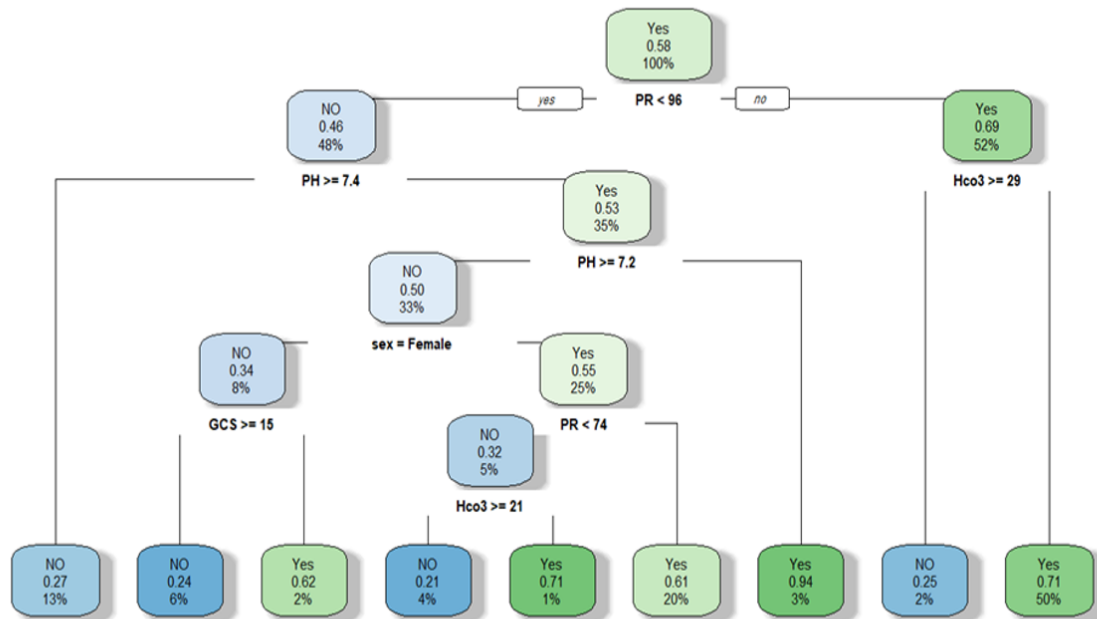 Yes
0.58
100%
yes
PR < 96
no
NO
0.46
48%
Yes
0.69
52%
PH >= 7.4
Hco3 >= 29
Yes
0.53
35%
PH >= 7.2
NO
0.50
33%
sex = Female
NO
0.34
8%
Yes
0.55
25%
GCS >= 15
PR < 74
NO
0.32
5%
Hco3 >= 21
NO
0.27
13%
NO
0.24
6%
Yes
0.62
2%
NO
0.21
4%
Yes
0.71
1%
Yes
0.61
20%
Yes
0.94
3%
NO
0.25
2%
Yes
0.71
50%